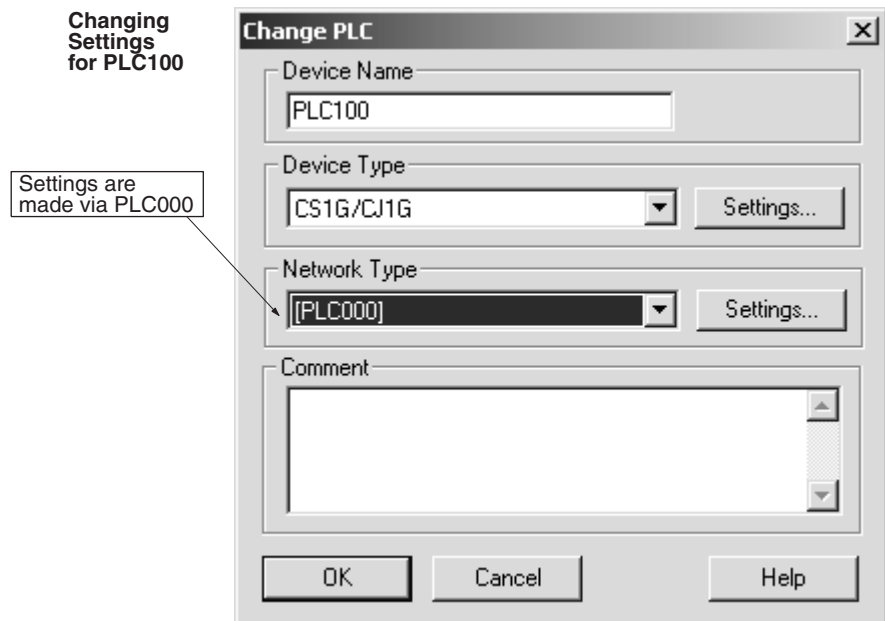 Changing
Settings
for PLC100
Change PLC
Device Name
PLC100
Device Type
CS1G/CJ1G
Settings...
Settings are
made via PLC000
Network Type
[PLC000]
Settings...
Comment
OK
Cancel
Help